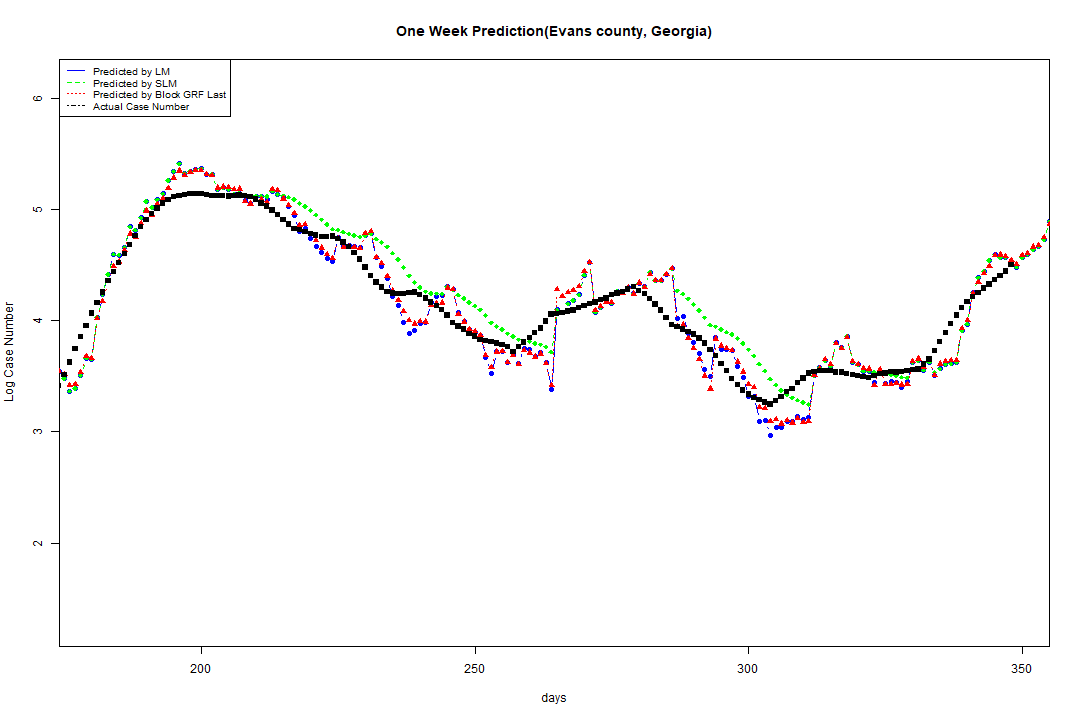 One Week Prediction(Evans county, Georgia)
Predicted by LM
Predicted by SLM
Predicted by Block GRF Last
Actual Case Number
6
5
4
3
2
Log Case Number
200 250 300 350
days